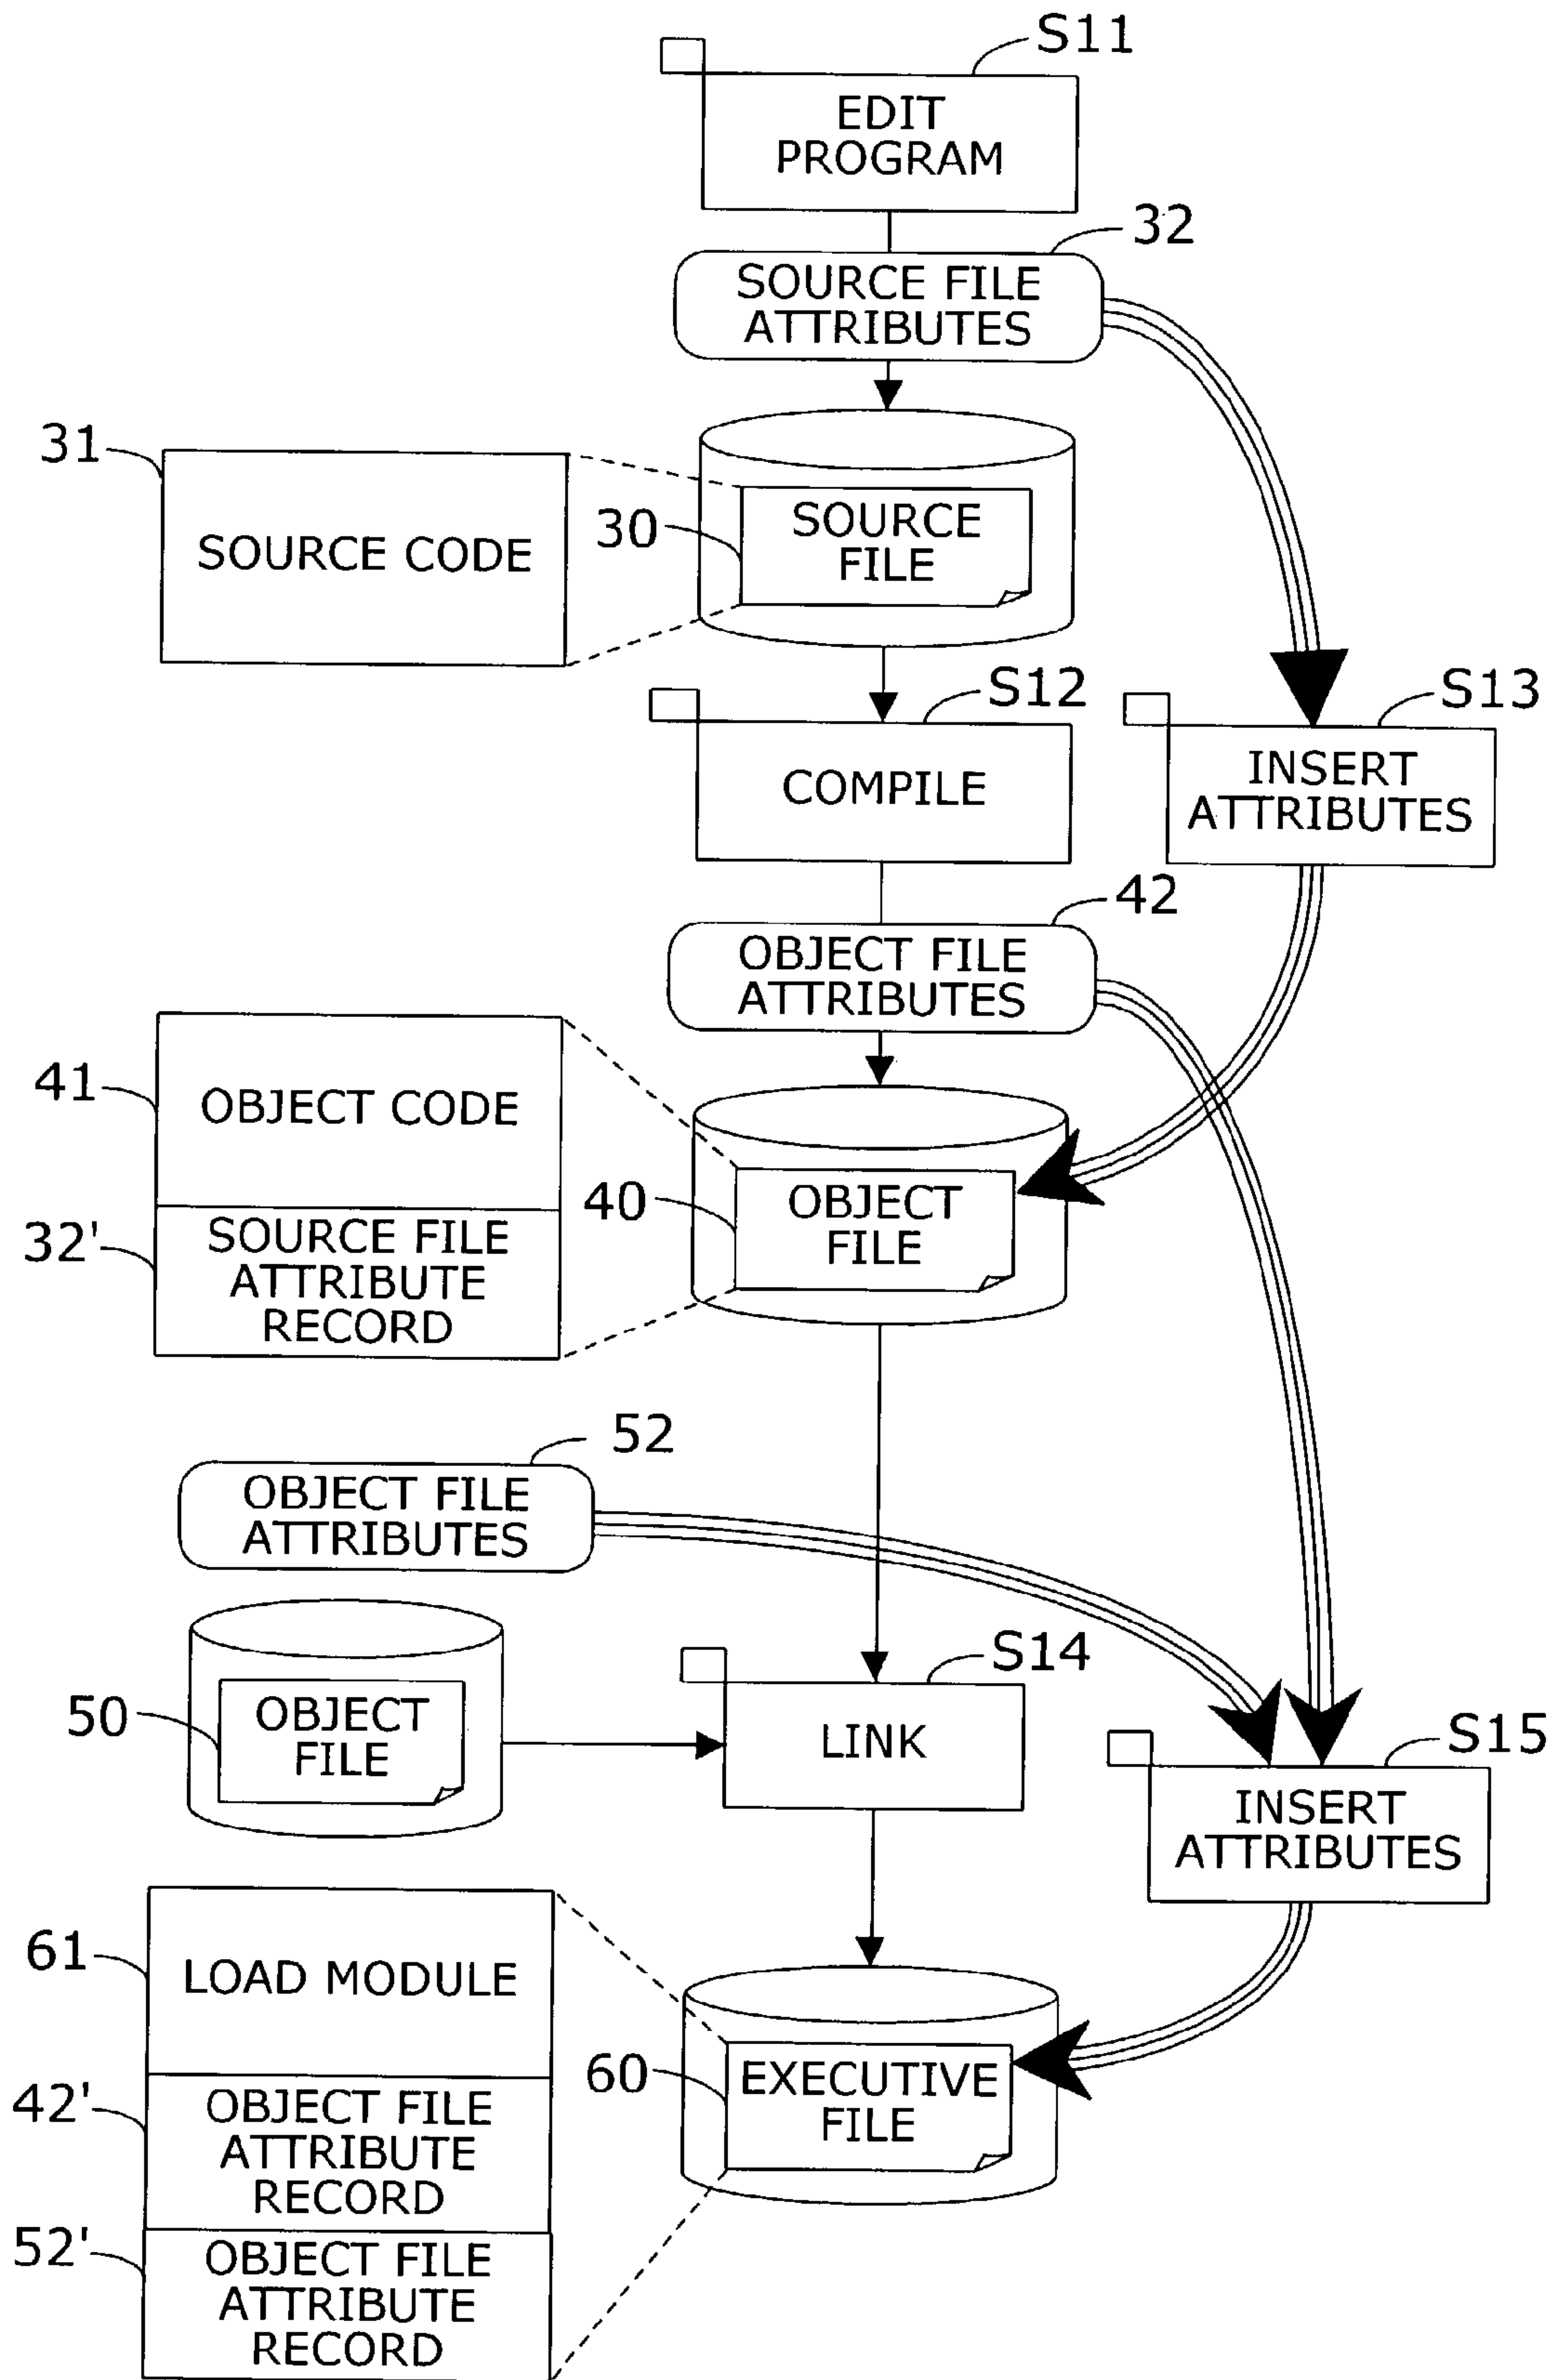 S11
EDIT
PROGRAM
32
SOURCE FILE
ATTRIBUTES
31
SOURCE CODE
30
SOURCE
FILE
S12
COMPILE
S13
INSERT
ATTRIBUTES
42
OBJECT FILE
ATTRIBUTES
41
OBJECT CODE
32'
SOURCE FILE
ATTRIBUTE
RECORD
40
OBJECT
FILE
52
OBJECT FILE
ATTRIBUTES
50
OBJECT
FILE
S14
LINK
S15
INSERT
ATTRIBUTES
61
LOAD MODULE
42'
OBJECT FILE
ATTRIBUTE
RECORD
52'
OBJECT FILE
ATTRIBUTE
RECORD
60
EXECUTIVE
FILE